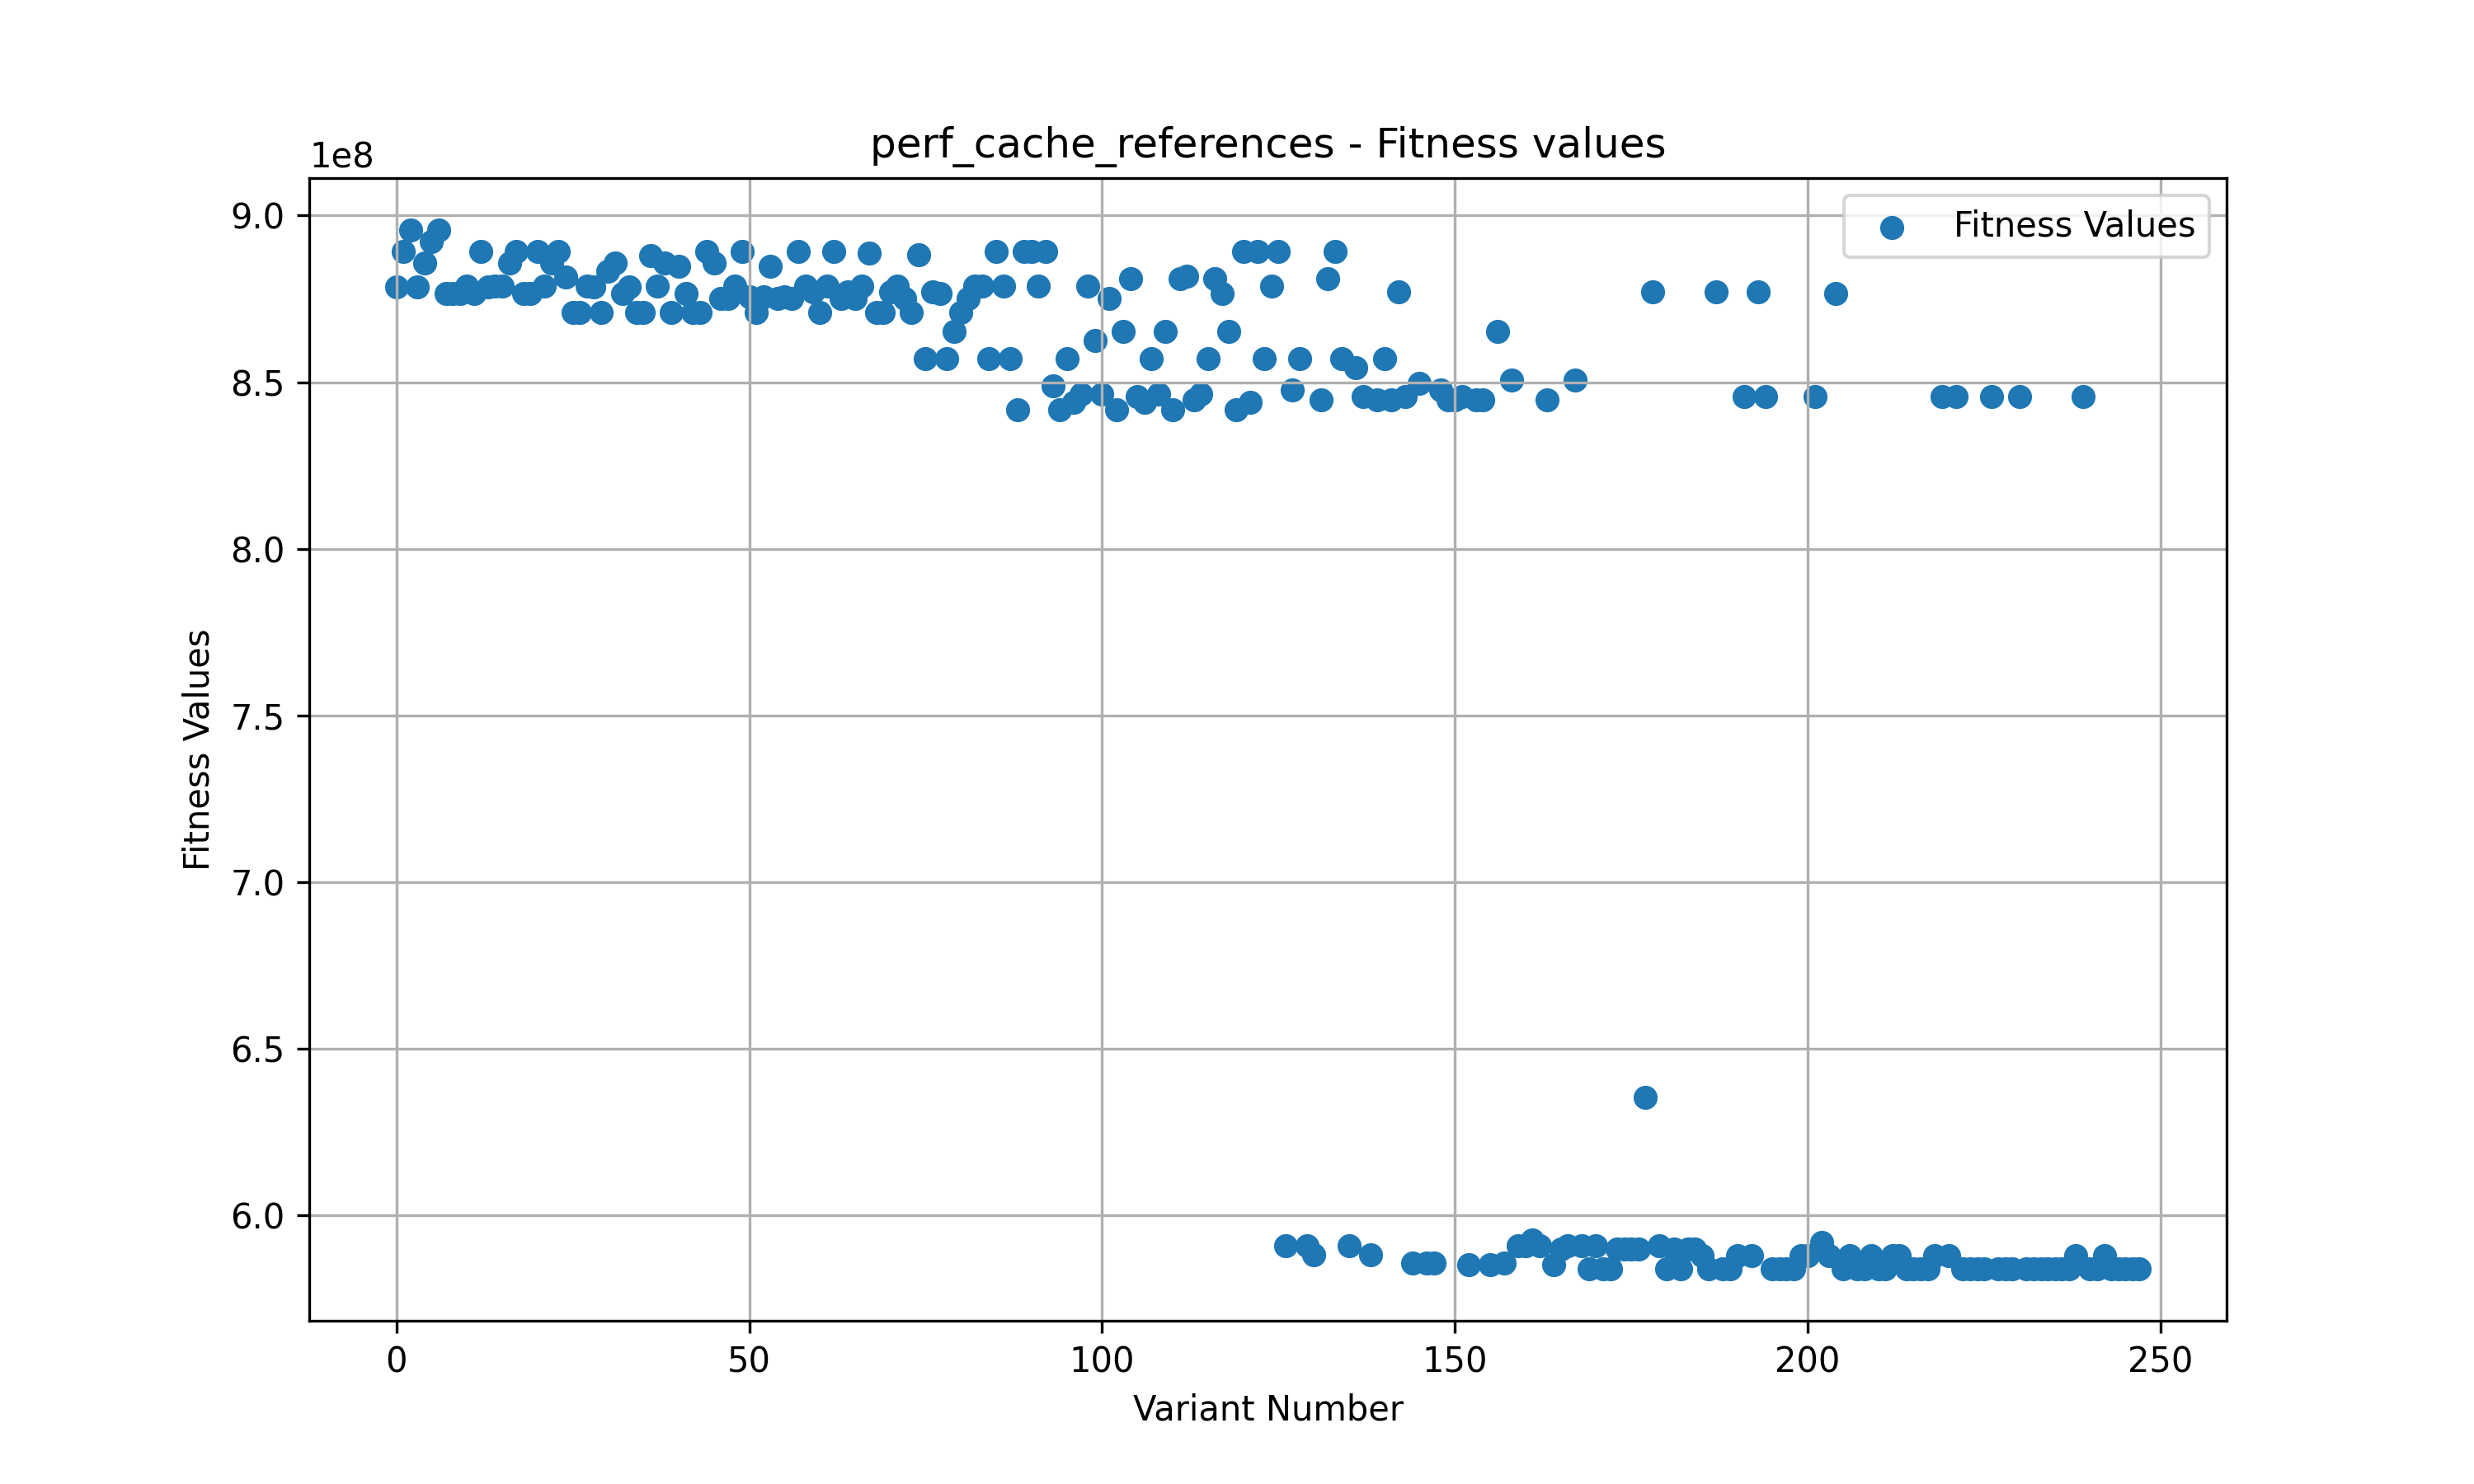 perf_cache_references - Fitness values
1e8
Fitness Values
9.0
8.5
8.0
7.5
7.0
6.5
6.0
Fitness Values
0 50 100 150 200 250
Variant Number